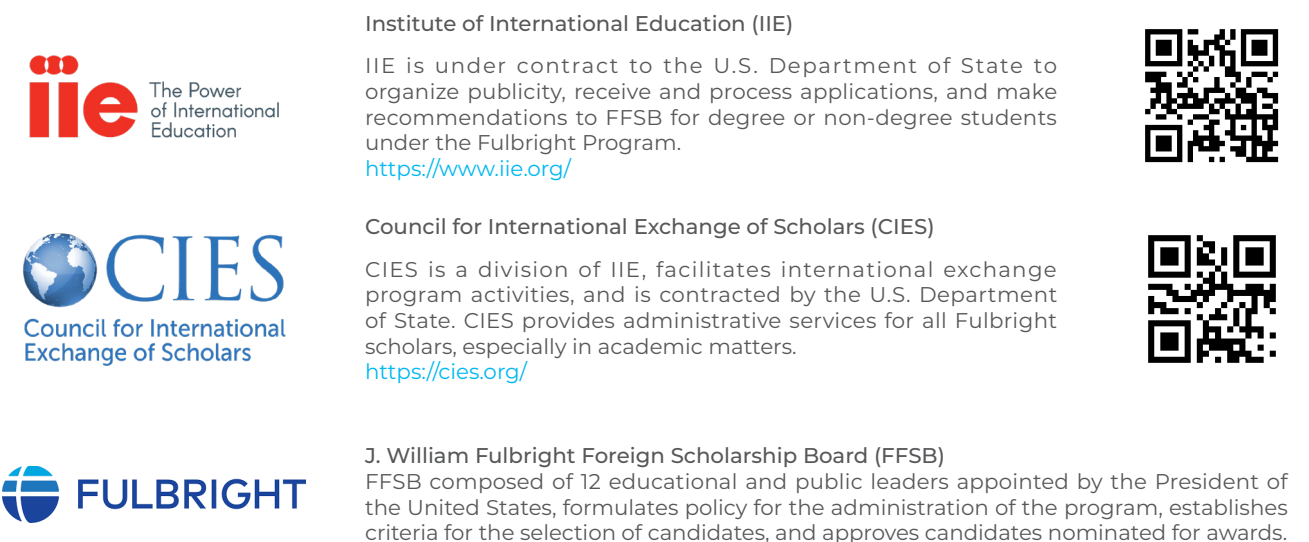 Institute of International Education (IIE)
iie
The Power
of International
Education
IIE is under contract to the U.S. Department of State to
organize publicity, receive and process applications, and make
recommendations to FFSB for degree or non-degree students
under the Fulbright Program.
https://www.iie.org/
CIES
Council for International
Exchange of Scholars
Council for International Exchange of Scholars (CIES)
CIES is a division of IIE, facilitates international exchange
program activities, and is contracted by the U.S. Department
of State. CIES provides administrative services for all Fulbright
scholars, especially in academic matters.
https://cies.org/
FULBRIGHT
J. William Fulbright Foreign Scholarship Board (FFSB)
FFSB composed of 12 educational and public leaders appointed by the President of
the United States, formulates policy for the administration of the program, establishes
criteria for the selection of candidates, and approves candidates nominated for awards.